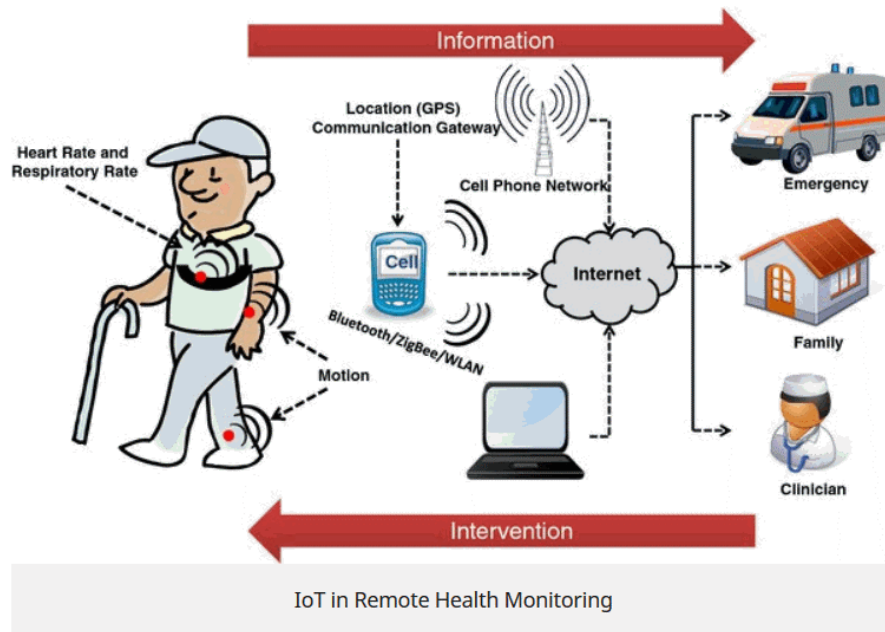 Information
Location (GPS)
Communication Gateway
Heart Rate and
Respiratory Rate
Cell Phone Network
Emergency
Cell
Internet
Bluetooth/ZigBee/WLAN
Family
Motion
Clinician
Intervention
IoT in Remote Health Monitoring